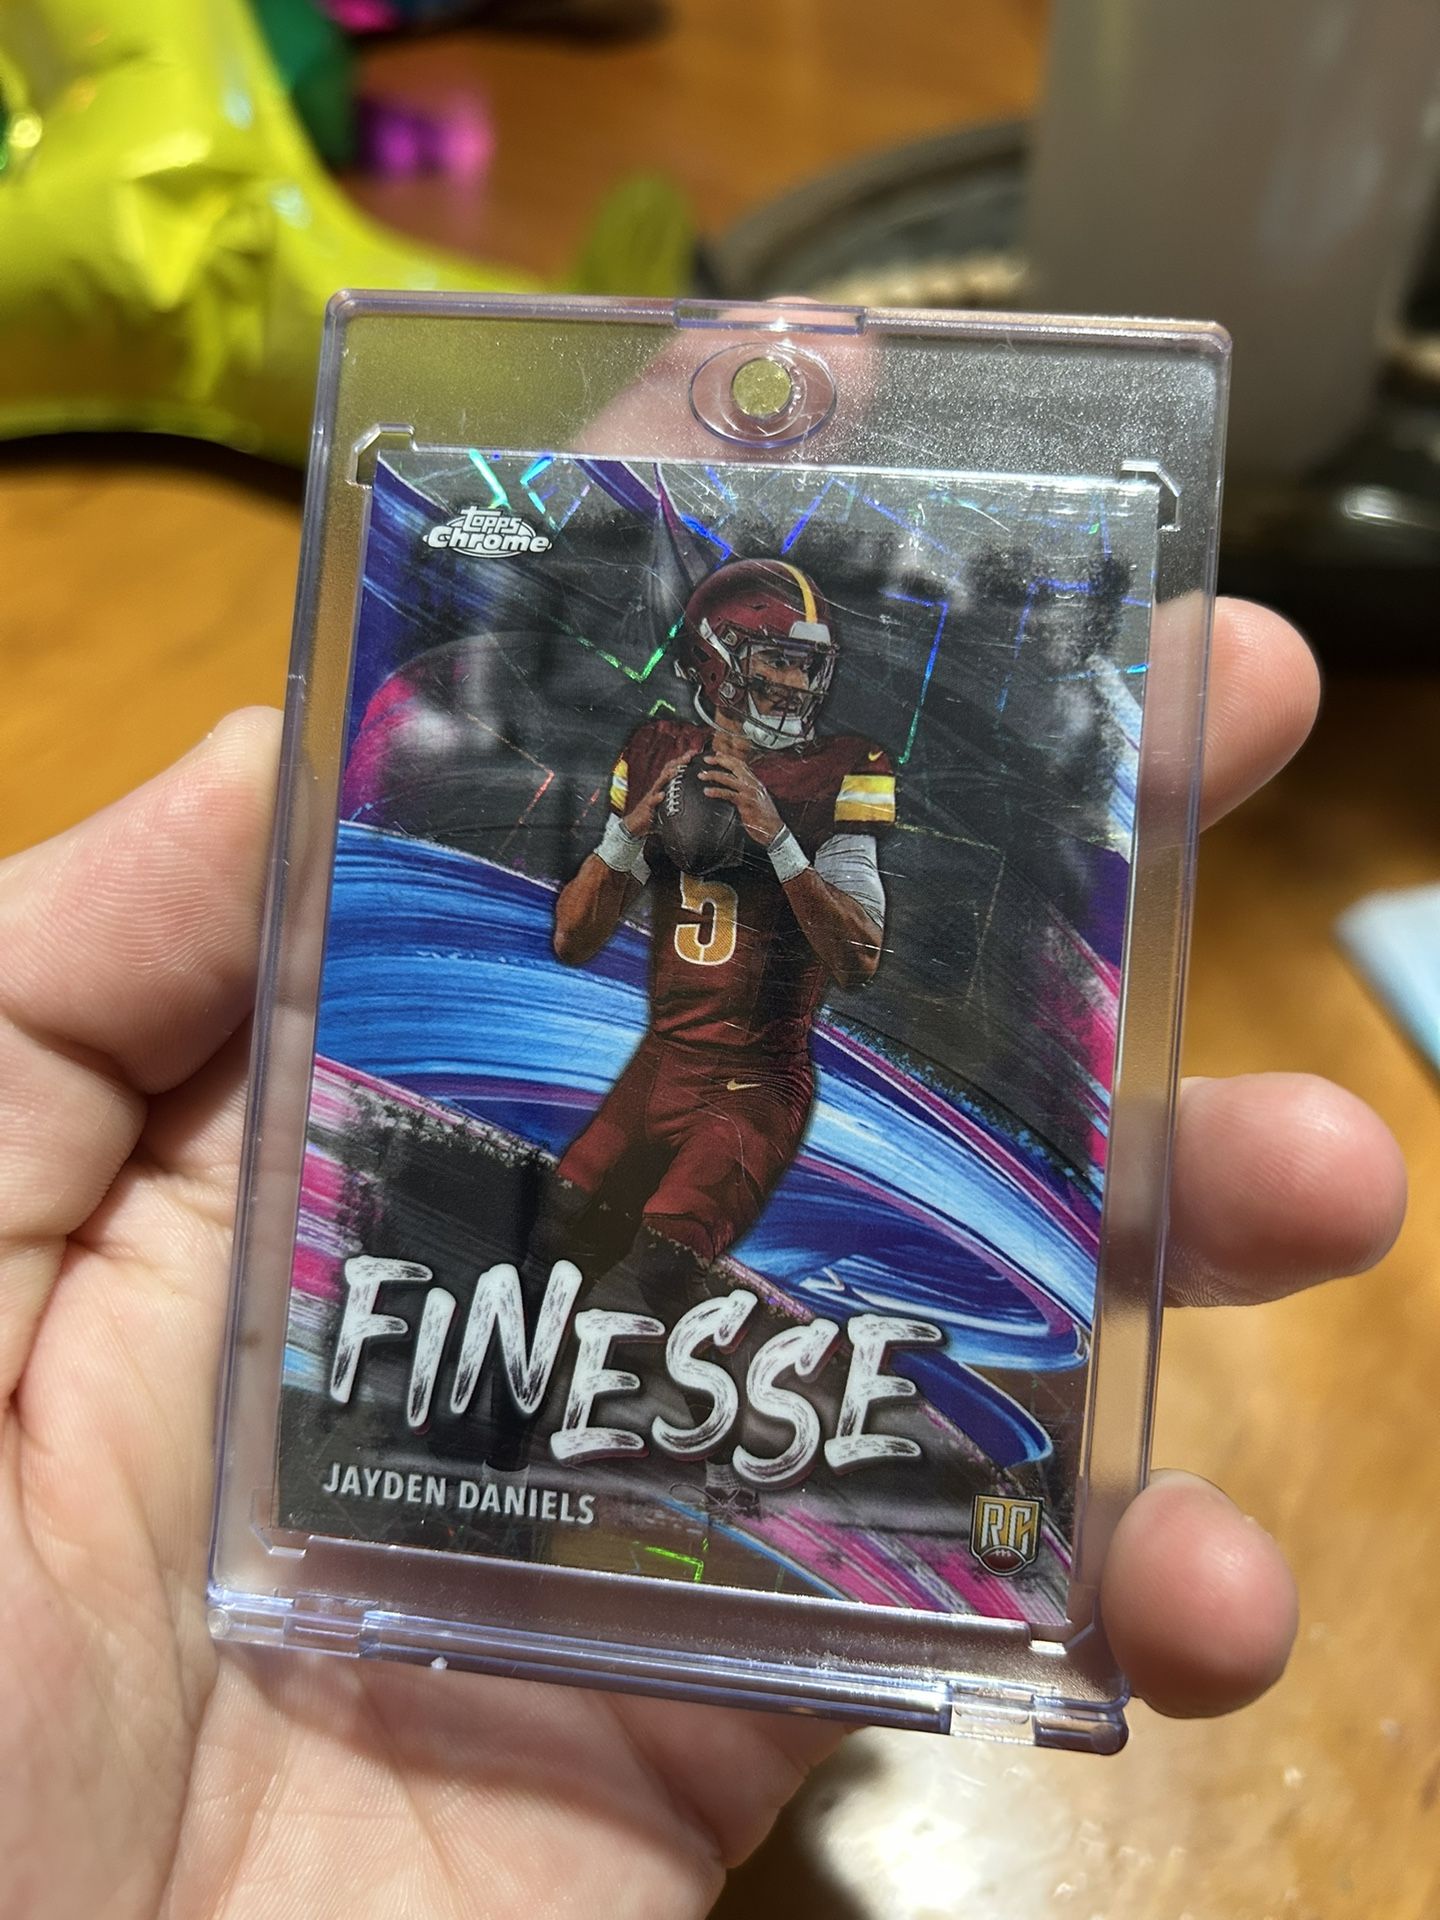 Topps
Chrome
5
FINESSE
JAYDEN DANIELS
RC